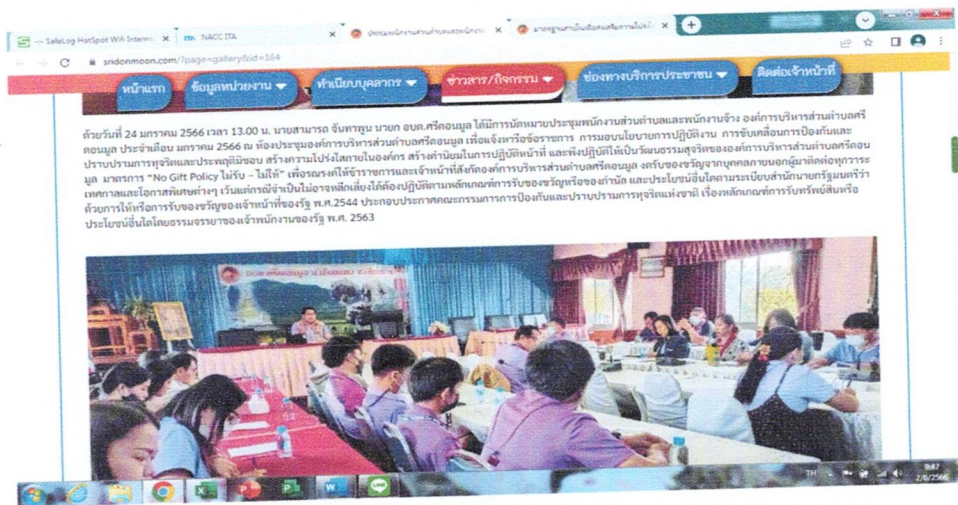 SafeLog HotSpot Wifi Interne
NACC ITA
ประชุมพนักงานส่วนตำบลและพนักงาน
sridonmoon.com/?page=gallery&id=364
หน้าแรก
ข้อมูลหน่วยงาน
ทำเนียบบุคลากร
ข่าวสาร/กิจกรรม
ช่องทางบริการประชาชน
ติดต่อเจ้าหน้าที่
ด้วยวันที่ 24 มกราคม 2566 เวลา 13.00 น. นายสามารถ จันทาพูน นายก อบต.ศรีดอนมูล ได้มีการนัดหมายประชุมพนักงานส่วนตำบลและพนักงานจ้าง องค์การบริหารส่วนตำบลศรี
ดอนมูล ประจำเดือน มกราคม 2566 ณ ห้องประชุมองค์การบริหารส่วนตำบลศรีดอนมูล เพื่อแจ้งหารือข้อราชการ การมอบนโยบายการปฏิบัติงาน การขับเคลื่อนการป้องกันและ
ปราบปรามการทุจริตและประพฤติมิชอบ สร้างความโปร่งใสภายในองค์กร สร้างค่านิยมในการปฏิบัติหน้าที่ และพึงปฏิบัติให้เป็นวัฒนธรรมสุจริตขององค์การบริหารส่วนตำบลศรีดอน
มูล มาตรการ “No Gift Policy ไม่รับ – ไม่ให้” เพื่อรณรงค์ให้ข้าราชการและเจ้าหน้าที่สังกัดองค์การบริหารส่วนตำบลศรีดอนมูล งดรับของขวัญจากบุคคลภายนอกผู้มาติดต่อทุกวาระ
เทศกาลและโอกาสพิเศษต่างๆ เว้นแต่กรณีจำเป็นไม่อาจหลีกเลี่ยงได้ต้องปฏิบัติตามหลักเกณฑ์การรับของขวัญหรือของกำนัล และประโยชน์อื่นใดตามระเบียบสำนักนายกรัฐมนตรีว่า
ด้วยการให้หรือการรับของขวัญของเจ้าหน้าที่ของรัฐ พ.ศ.2544 ประกอบประกาศคณะกรรมการการป้องกันและปราบปรามการทุจริตแห่งชาติ เรื่องหลักเกณฑ์การรับทรัพย์สินหรือ
ประโยชน์อื่นใดโดยธรรมจรรยาของเจ้าพนักงานของรัฐ พ.ศ. 2563
TH
2/6/2566